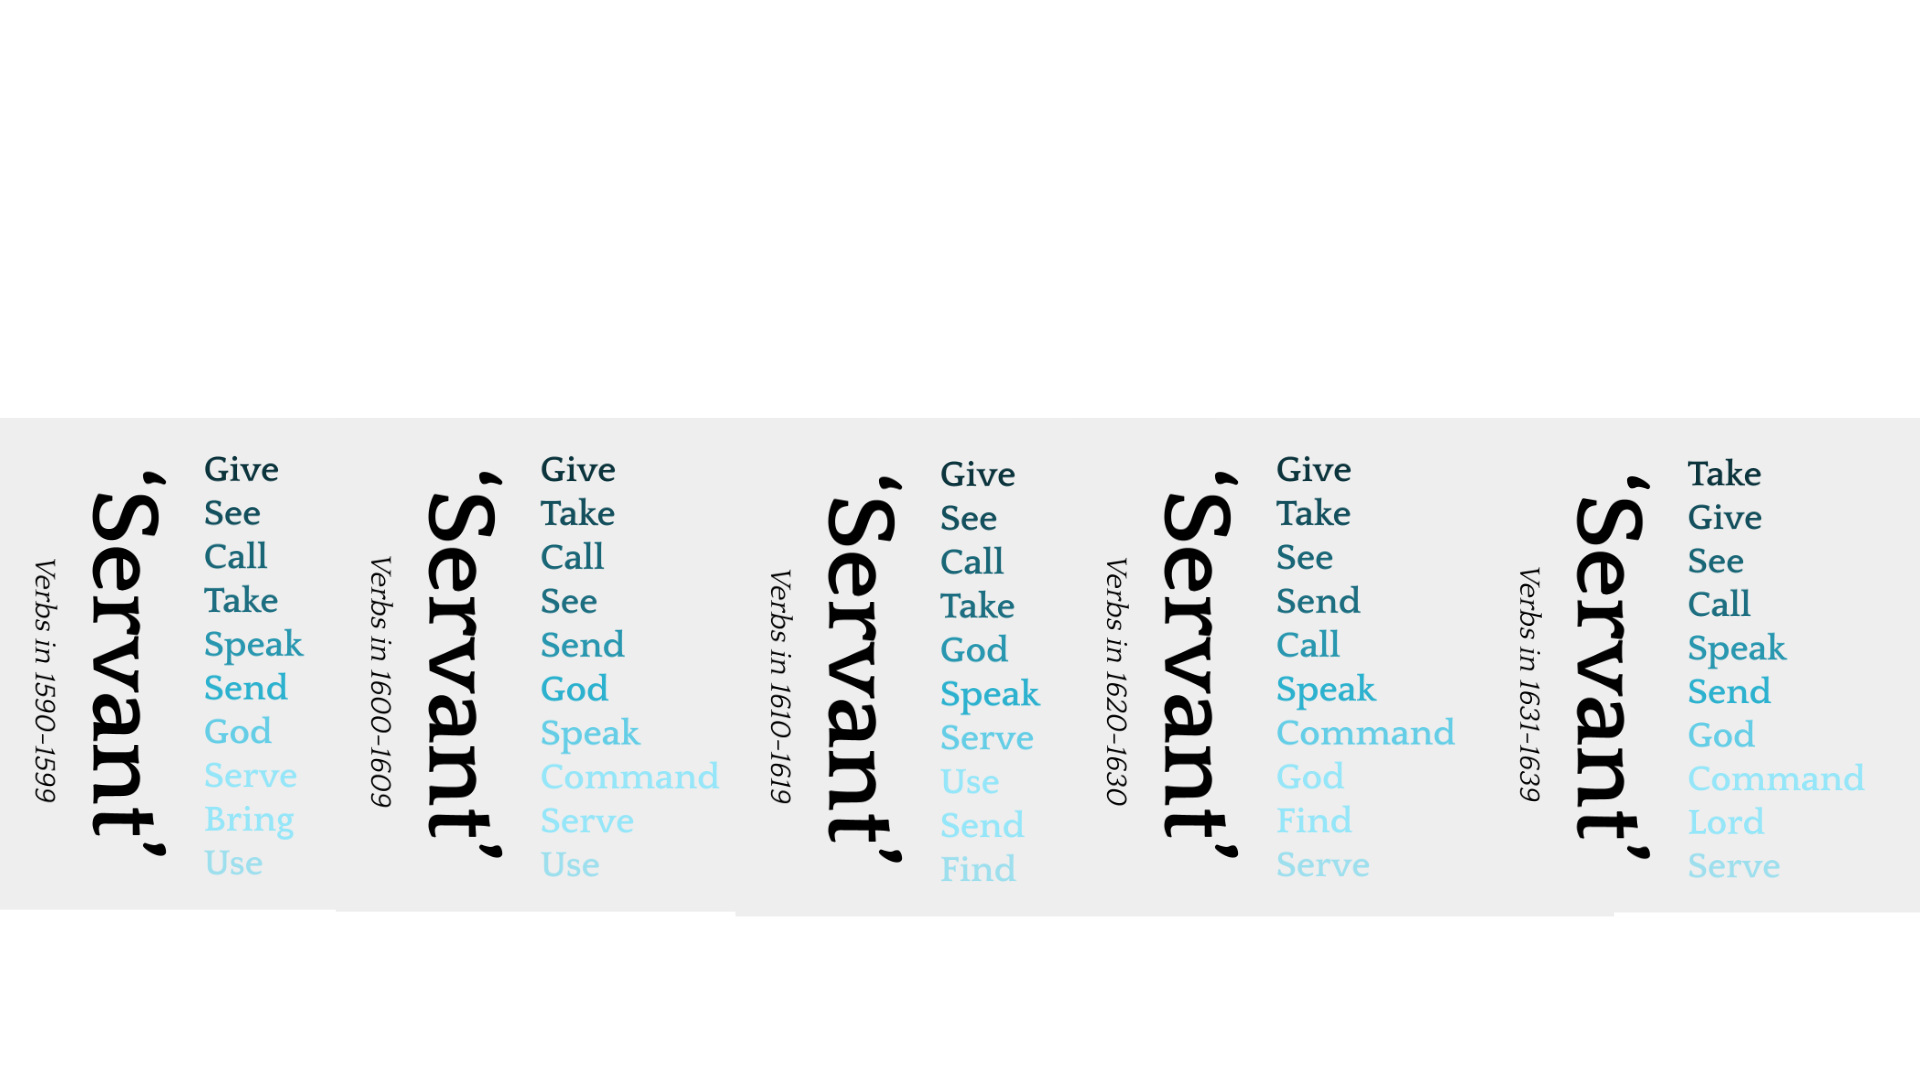 Verbs in 1590-1599
‘Servant’
Give
See
Call
Take
Speak
Send
God
Serve
Bring
Use
Verbs in 1600-1609
‘Servant’
Give
Take
Call
See
Send
God
Speak
Command
Serve
Use
Verbs in 1610-1619
‘Servant’
Give
See
Call
Take
God
Speak
Serve
Use
Send
Find
Verbs in 1620-1630
‘Servant’
Give
Take
See
Send
Call
Speak
Command
God
Find
Serve
Verbs in 1631-1639
‘Servant’
Take
Give
See
Call
Speak
Send
God
Command
Lord
Serve